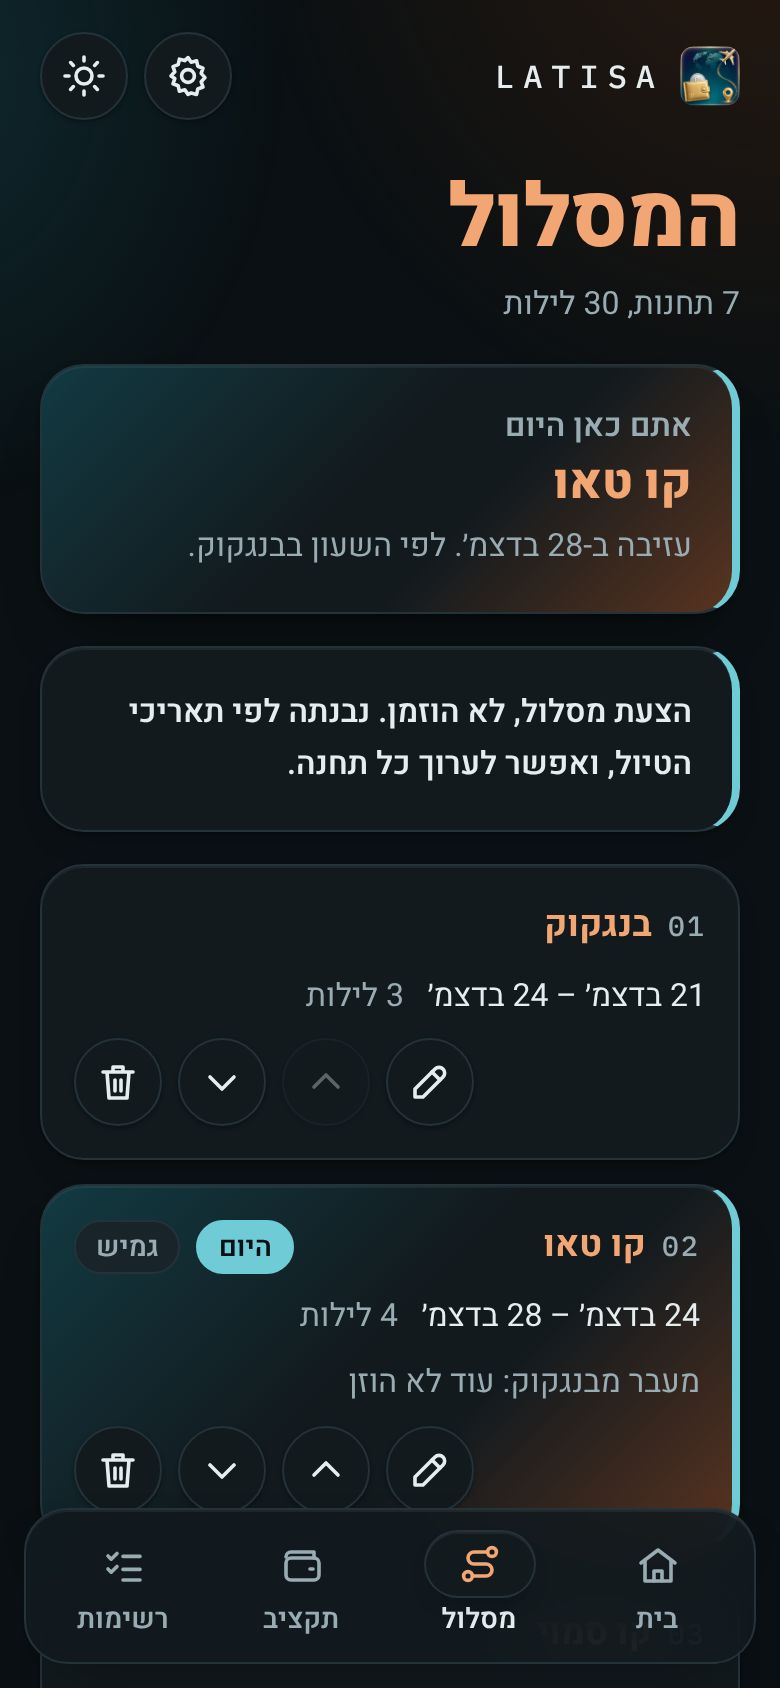 LATISA
המסלול
7 תחנות, 30 לילות
אתם כאן היום
קו טאו
עזיבה ב-28 בדצמ׳. לפי השעון בבנגקוק.
הצעת מסלול, לא הוזמן. נבנתה לפי תאריכי
הטיול, ואפשר לערוך כל תחנה.
01 בנגקוק
21 בדצמ׳ – 24 בדצמ׳ 3 לילות
02 קו טאו היום גמיש
24 בדצמ׳ – 28 בדצמ׳ 4 לילות
מעבר מבנגקוק: עוד לא הוזן
03 קו סמוי
בית מסלול תקציב רשימות